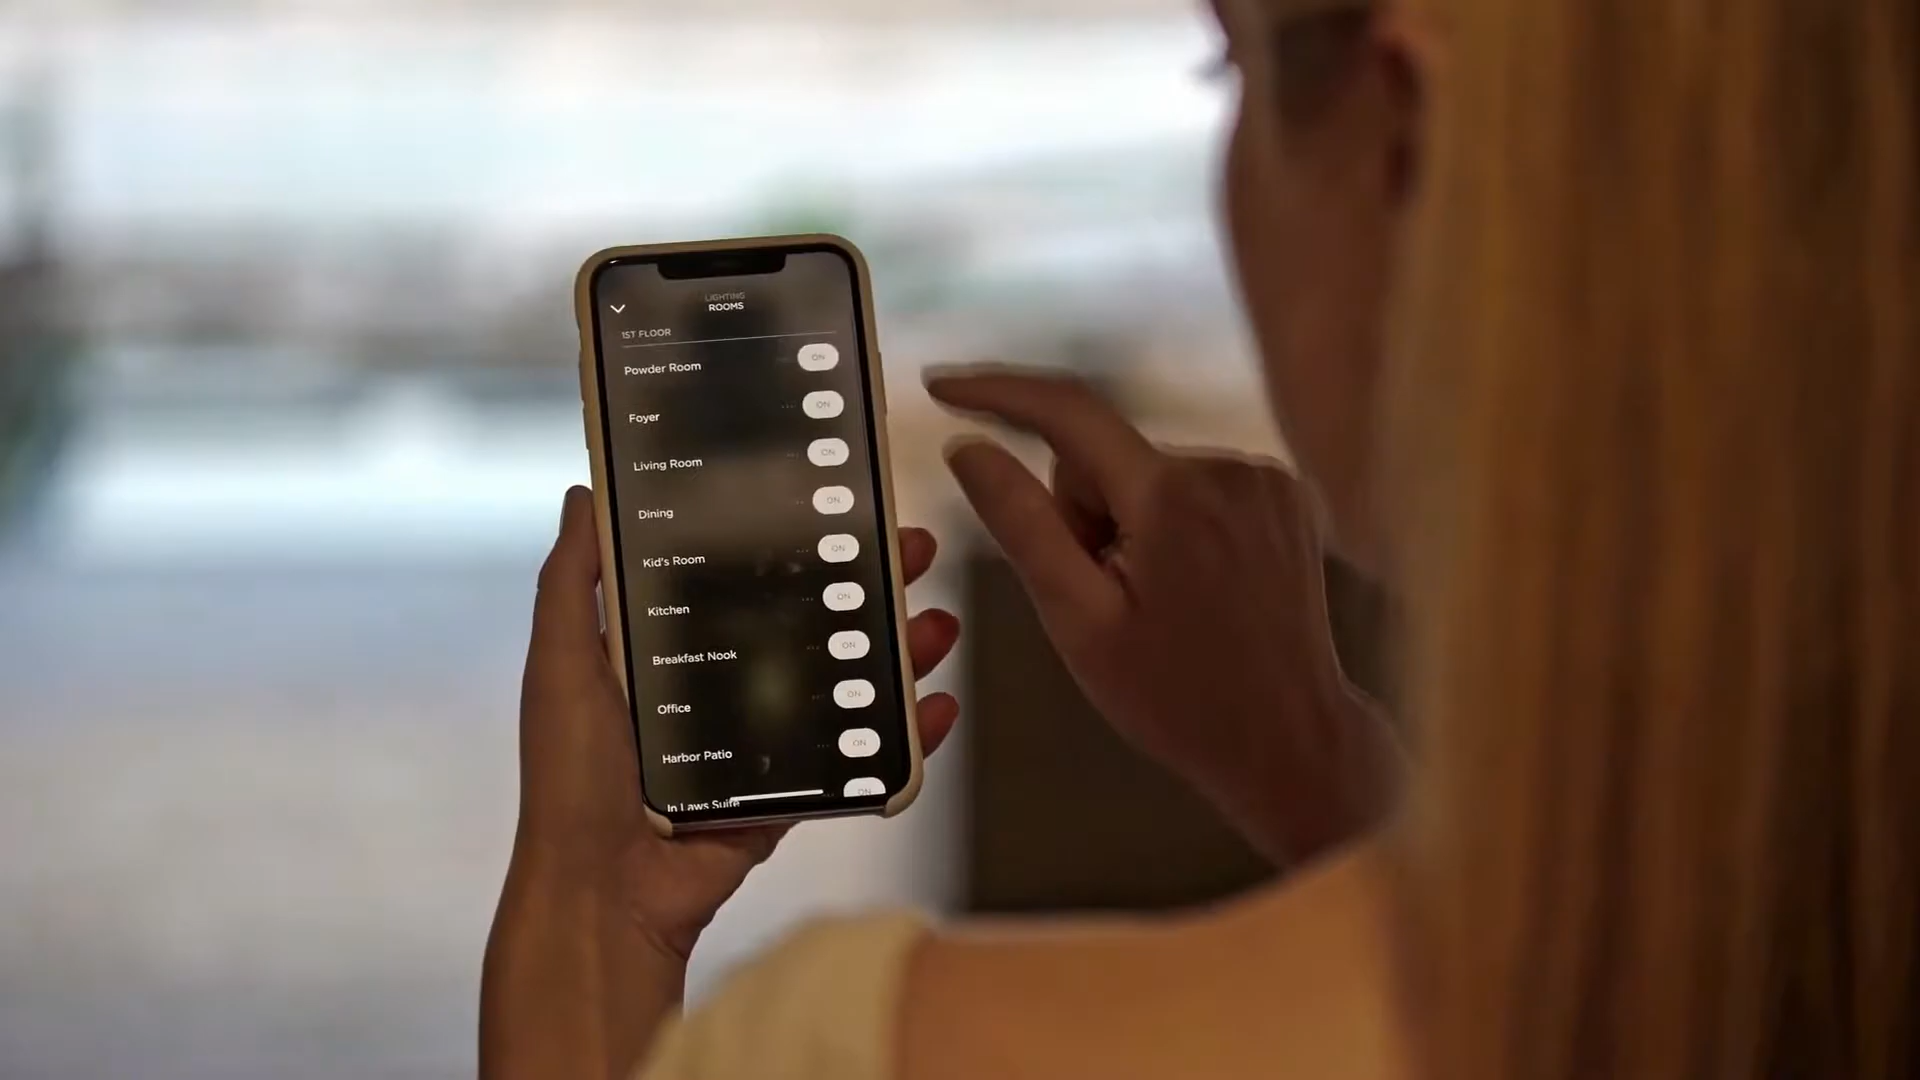 LIGHTING
ROOMS
1ST FLOOR
Powder Room ON
Foyer ... ON
Living Room ... ON
Dining ... ON
Kid's Room ... ON
Kitchen ... ON
Breakfast Nook ... ON
Office ... ON
Harbor Patio ... ON
In Laws Suite ... ON